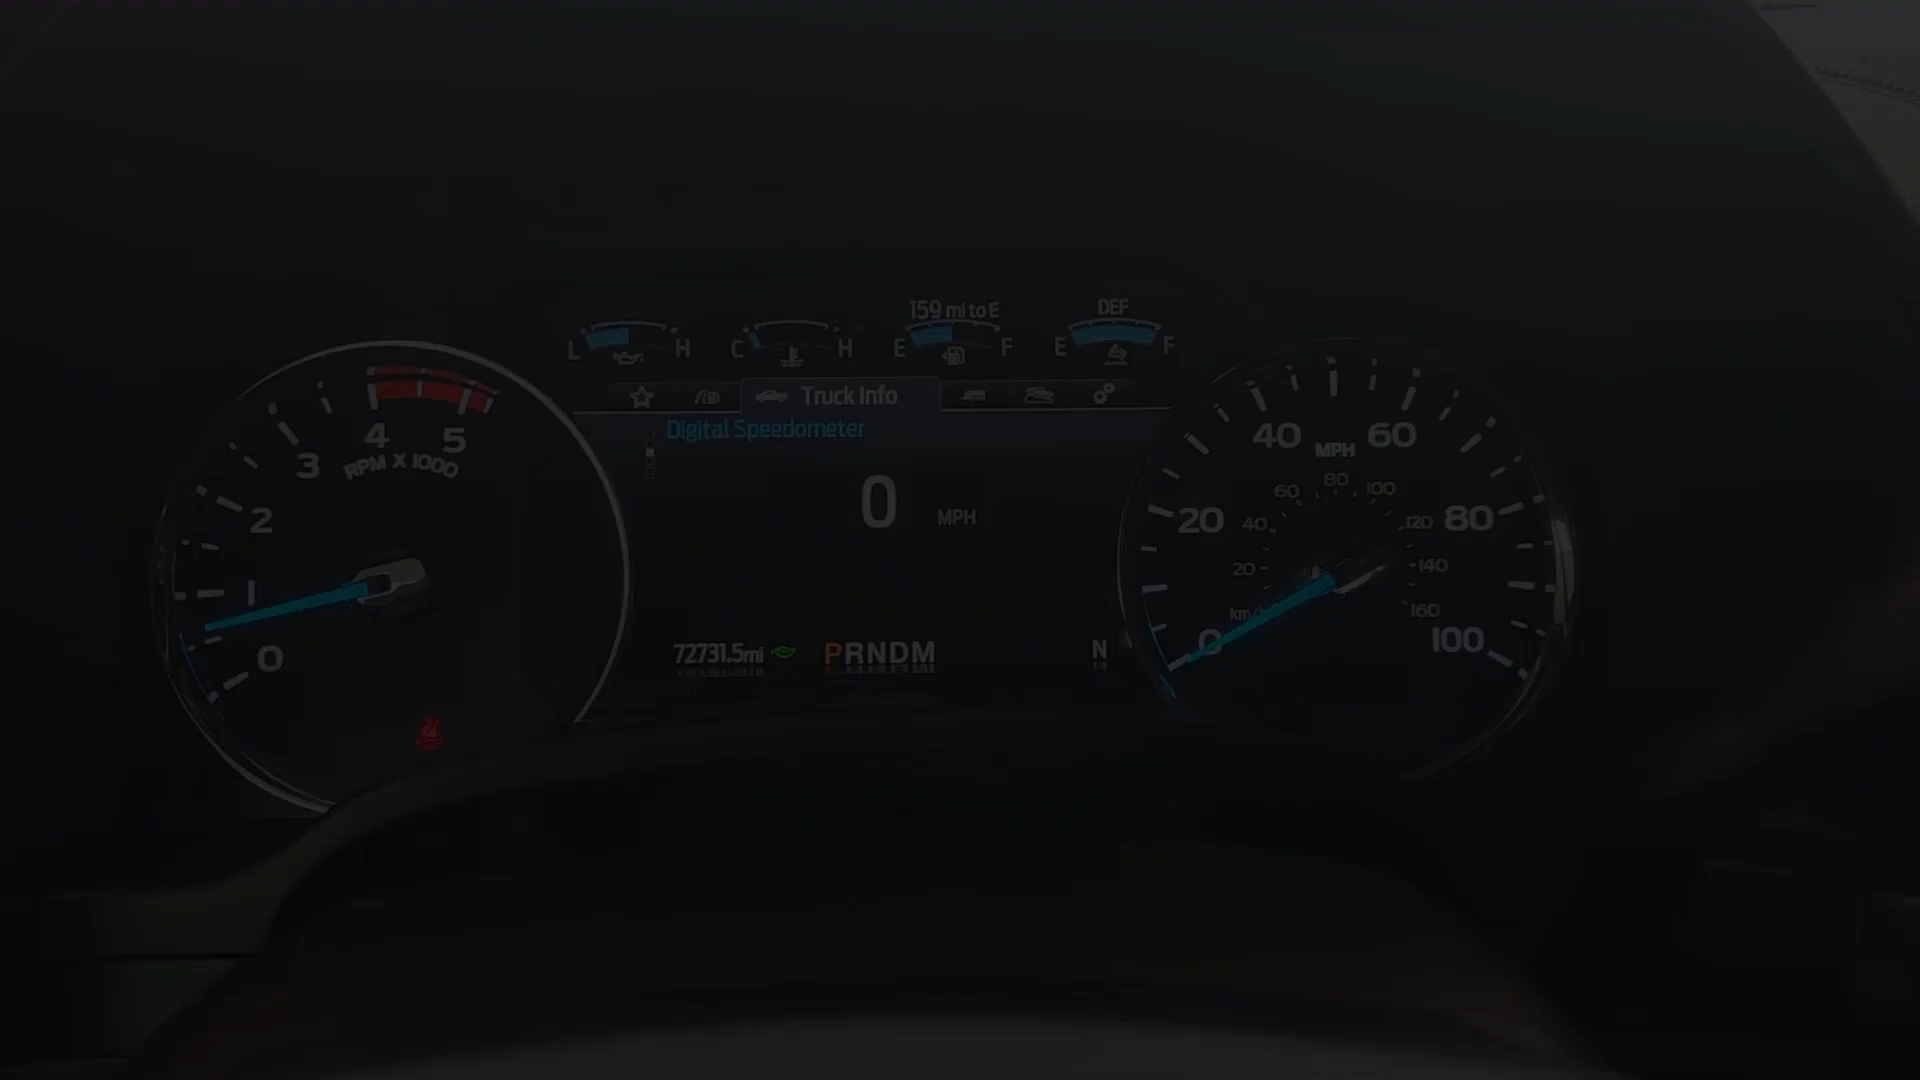 159 mi to E
DEF
L H
C H
E F
E F
Truck Info
Digital Speedometer
0 MPH
72731.5mi PRNDM N
0
1
2
3
4
5
RPM X 1000
0
20
40
60
80
100
MPH
km/h
20
40
60
80
100
120
140
160